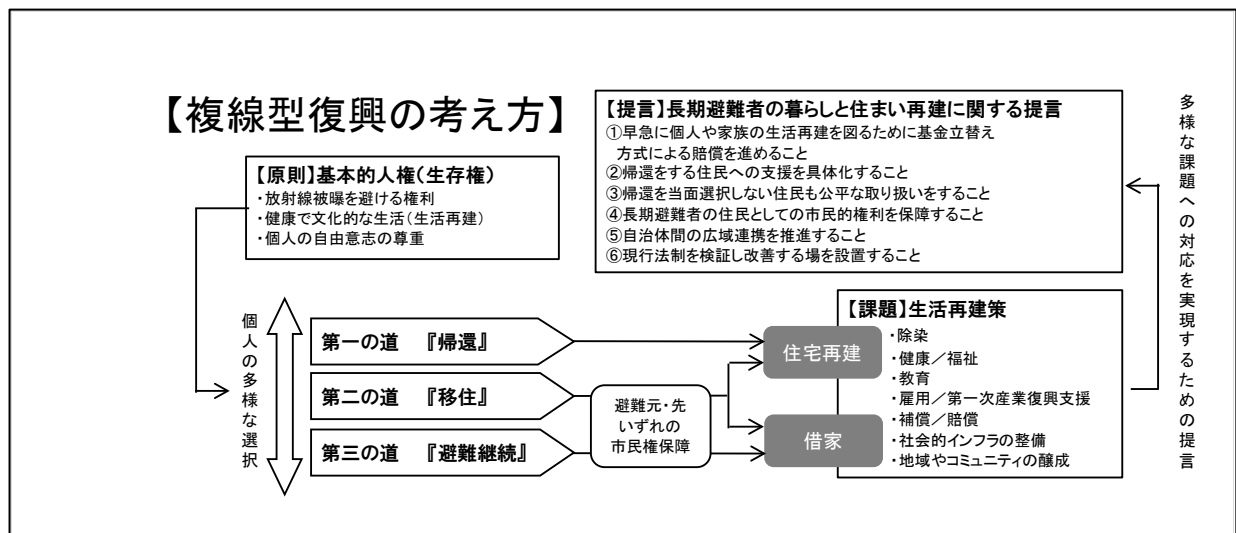 【複線型復興の考え方】
【原則】基本的人権(生存権)
・放射線被曝を避ける権利
・健康で文化的な生活(生活再建)
・個人の自由意志の尊重
【提言】長期避難者の暮らしと住まい再建に関する提言
①早急に個人や家族の生活再建を図るために基金立替え
方式による賠償を進めること
②帰還をする住民への支援を具体化すること
③帰還を当面選択しない住民も公平な取り扱いをすること
④長期避難者の住民としての市民的権利を保障すること
⑤自治体間の広域連携を推進すること
⑥現行法制を検証し改善する場を設置すること
個人の多様な選択
第一の道 『帰還』
第二の道 『移住』
第三の道 『避難継続』
避難元・先
いずれの
市民権保障
住宅再建
借家
【課題】生活再建策
・除染
・健康/福祉
・教育
・雇用/第一次産業復興支援
・補償/賠償
・社会的インフラの整備
・地域やコミュニティの醸成
多様な課題への対応を実現するための提言